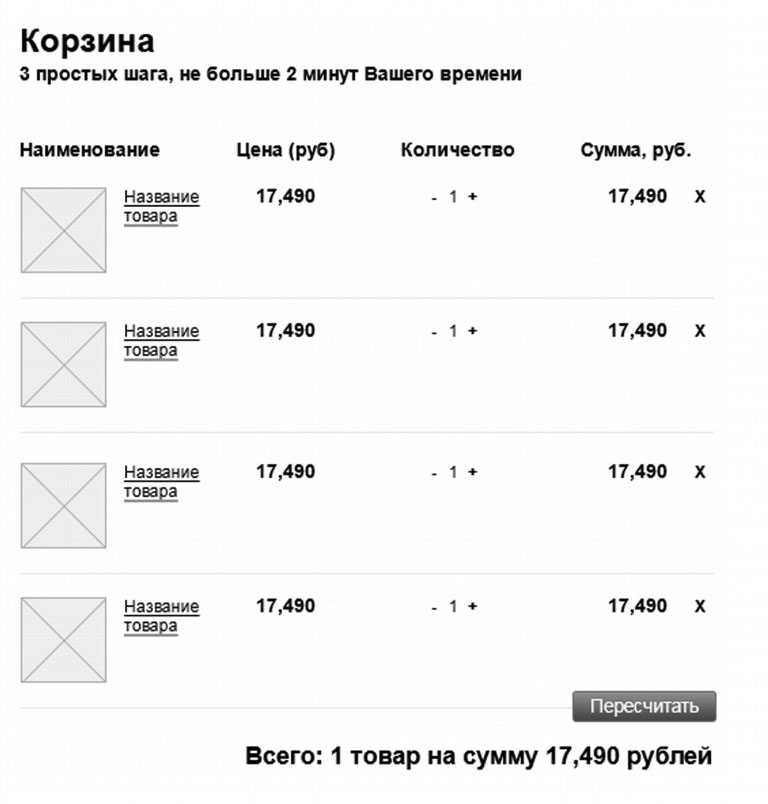 Корзина
3 простых шага, не больше 2 минут Вашего времени
Наименование Цена (руб) Количество Сумма, руб.
Название 17,490 - 1 + 17,490 X
товара
Название 17,490 - 1 + 17,490 X
товара
Название 17,490 - 1 + 17,490 X
товара
Название 17,490 - 1 + 17,490 X
товара
Пересчитать
Всего: 1 товар на сумму 17,490 рублей